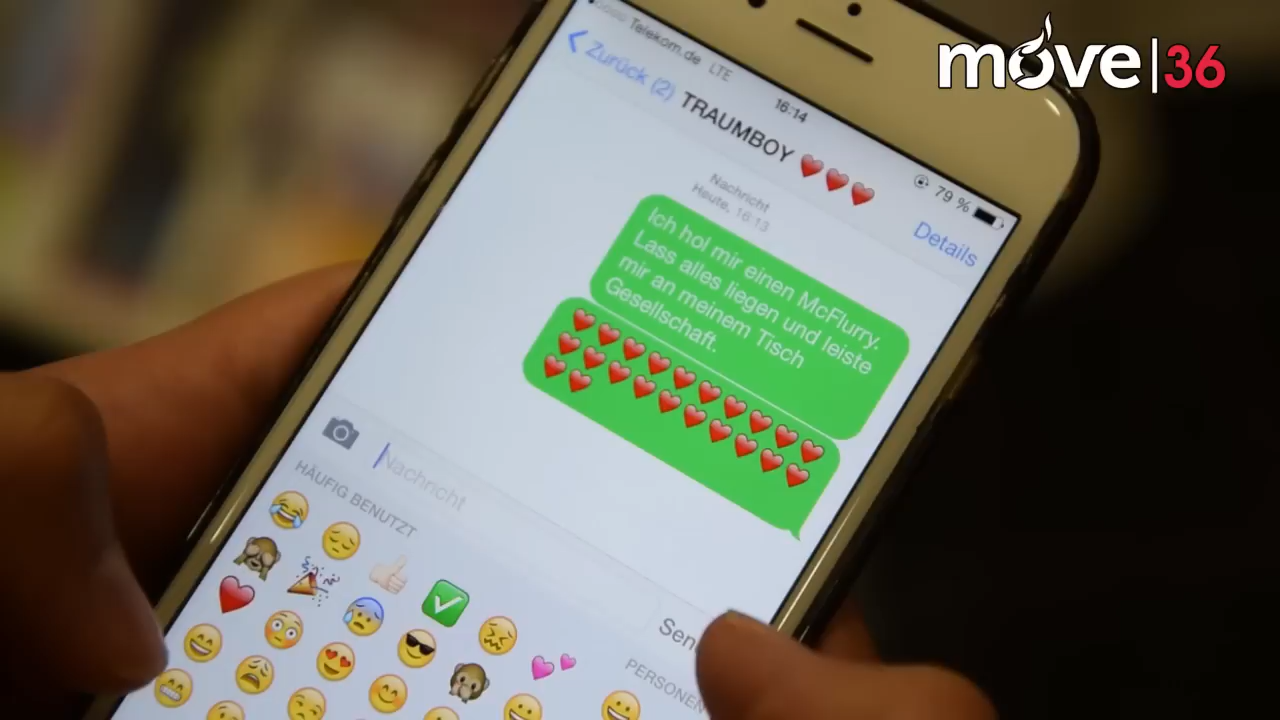 move|36
Telekom.de LTE
16:14
79 %
Zurück (2)
TRAUMBOY ❤❤❤
Details
Nachricht
Heute, 16:13
Ich hol mir einen McFlurry.
Lass alles liegen und leiste
mir an meinem Tisch
Gesellschaft.
❤❤❤❤❤❤❤❤❤❤
❤❤❤❤❤❤❤❤❤❤
❤❤
Nachricht
Sen
HÄUFIG BENUTZT
PERSONEN